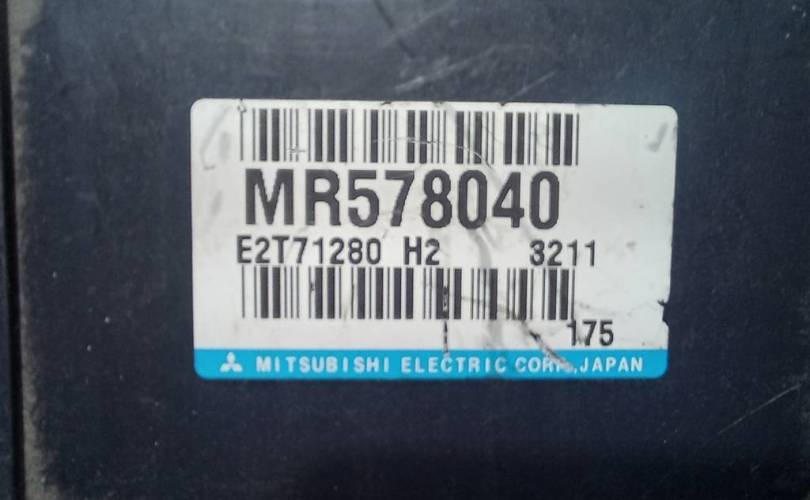 MR578040
E2T71280 H2 3211
175
MITSUBISHI ELECTRIC CORP.,JAPAN